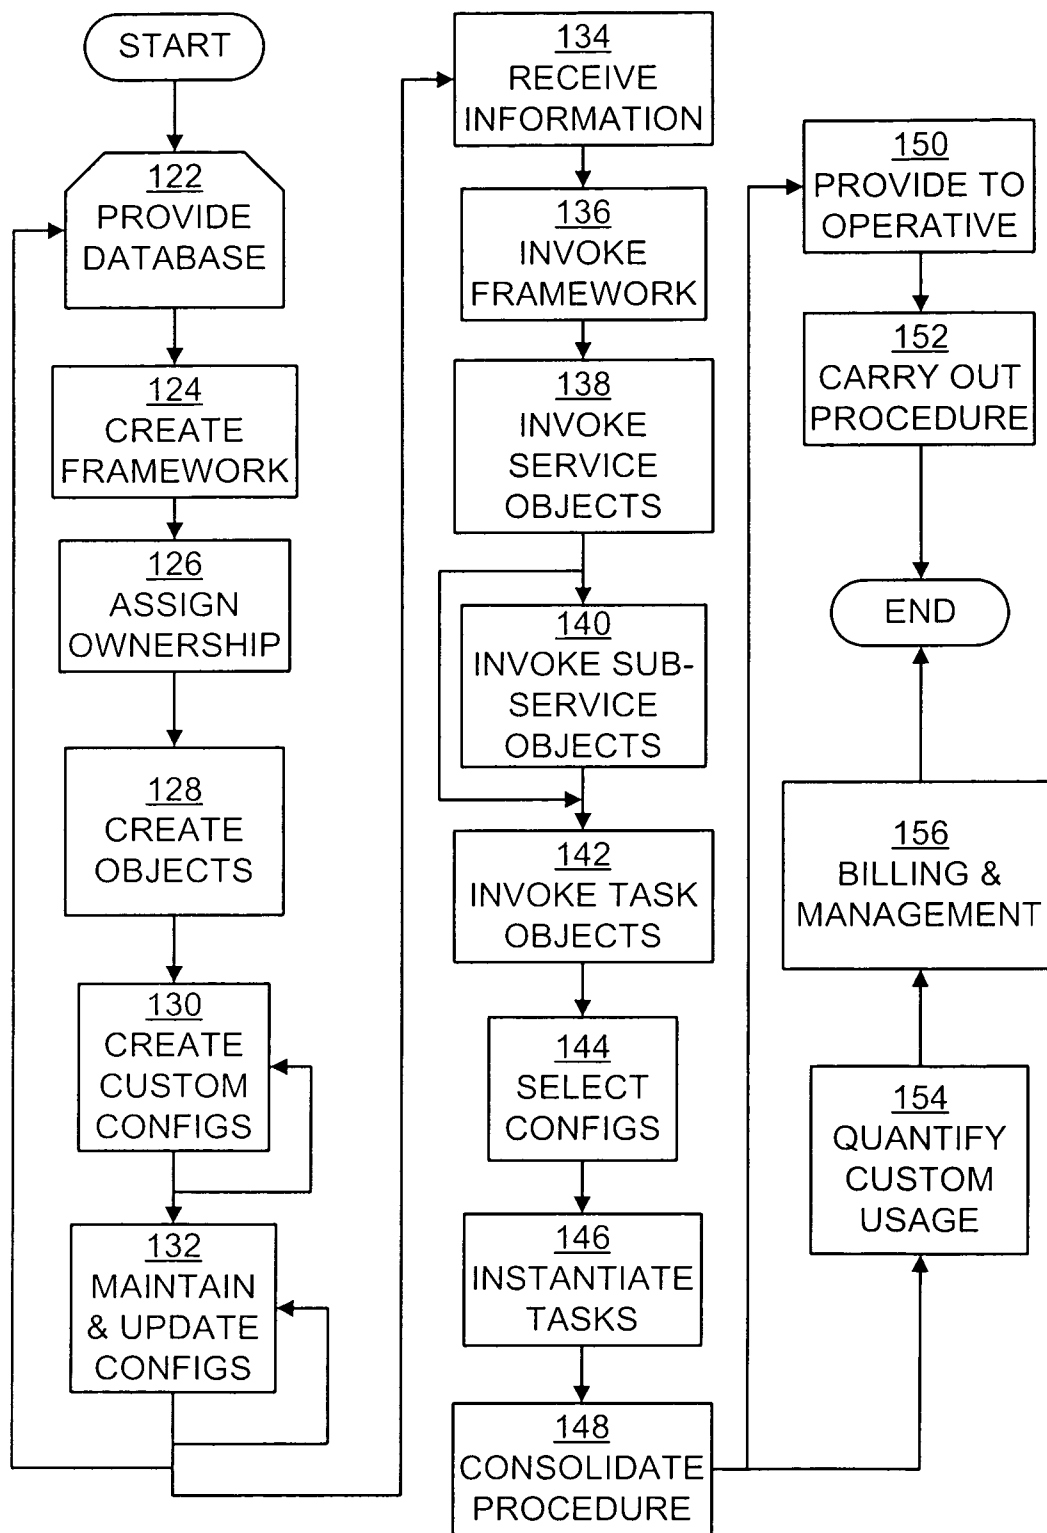 START
122
PROVIDE
DATABASE
124
CREATE
FRAMEWORK
126
ASSIGN
OWNERSHIP
128
CREATE
OBJECTS
130
CREATE
CUSTOM
CONFIGS
132
MAINTAIN
& UPDATE
CONFIGS
134
RECEIVE
INFORMATION
136
INVOKE
FRAMEWORK
138
INVOKE
SERVICE
OBJECTS
140
INVOKE SUB-
SERVICE
OBJECTS
142
INVOKE TASK
OBJECTS
144
SELECT
CONFIGS
146
INSTANTIATE
TASKS
148
CONSOLIDATE
PROCEDURE
150
PROVIDE TO
OPERATIVE
152
CARRY OUT
PROCEDURE
END
156
BILLING &
MANAGEMENT
154
QUANTIFY
CUSTOM
USAGE